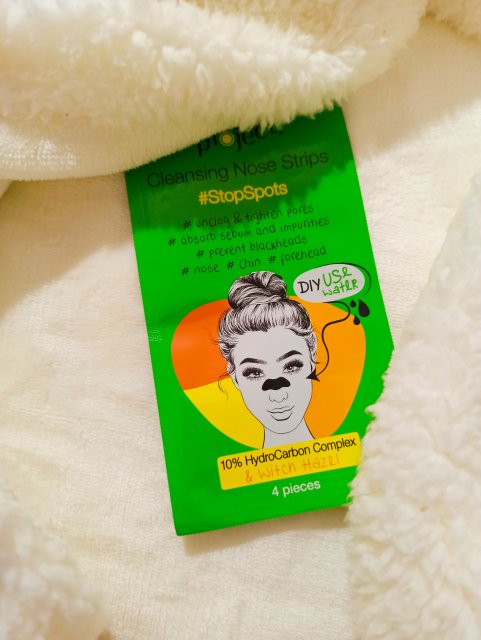 project
Cleansing Nose Strips
#StopSpots
# unclog & tighten pores
# absorb sebum and impurities
# prevent blackheads
# nose # chin # forehead
DIY USE
WATER
10% HydroCarbon Complex
& Witch Hazel
4 pieces